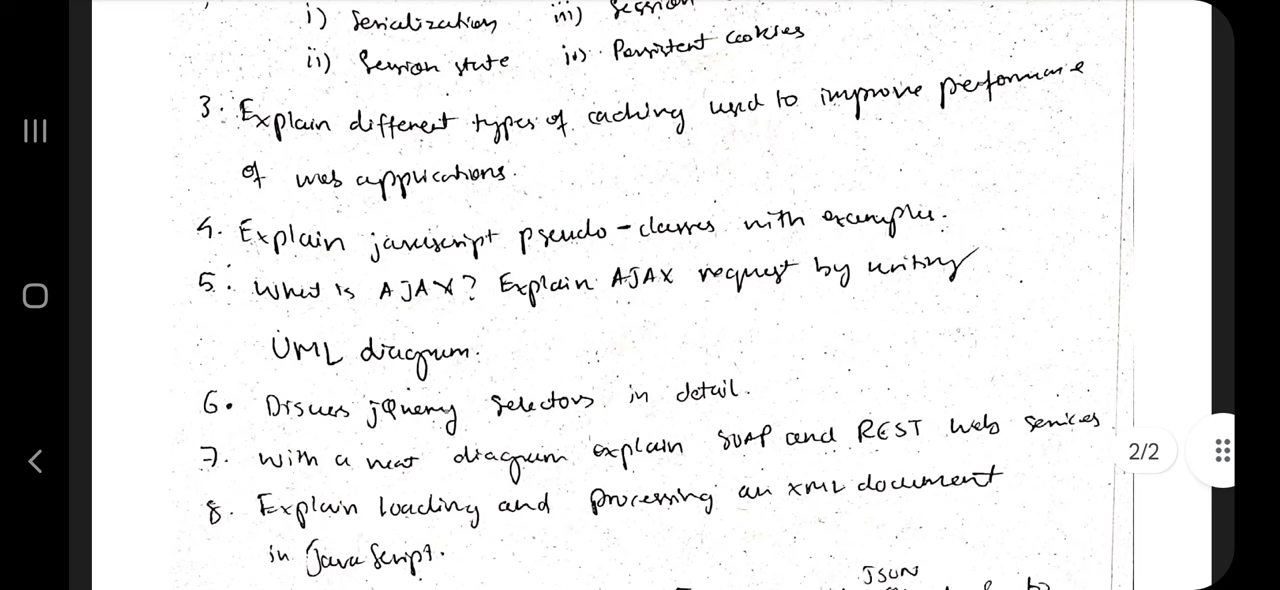 i) Serialization iii) Session
ii) Session state iv) Persistent cookies
3. Explain different types of caching used to improve performance
of web applications.
4. Explain javascript pseudo-classes with examples.
5. What is AJAX? Explain AJAX request by writing
UML diagram.
6. Discuss jQuery selectors in detail.
7. With a neat diagram explain SOAP and REST Web services
2/2
8. Explain loading and processing an XML document
in JavaScript.
JSON